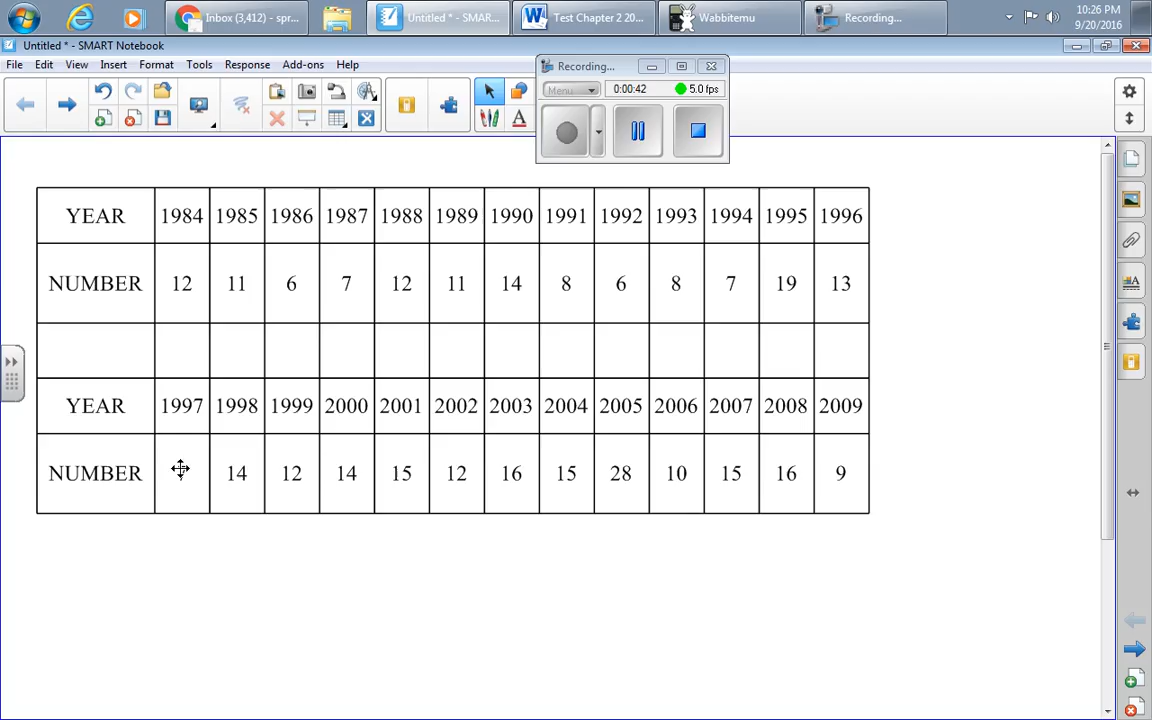 Inbox (3,412) - spr...
Untitled * - SMAR...
Test Chapter 2 20...
Wabbitemu
Recording...
10:26 PM
9/20/2016
Untitled * - SMART Notebook
File Edit View Insert Format Tools Response Add-ons Help
Recording...
Menu 0:00:42 5.0 fps
YEAR 1984 1985 1986 1987 1988 1989 1990 1991 1992 1993 1994 1995 1996
NUMBER 12 11 6 7 12 11 14 8 6 8 7 19 13
YEAR 1997 1998 1999 2000 2001 2002 2003 2004 2005 2006 2007 2008 2009
NUMBER 14 12 14 15 12 16 15 28 10 15 16 9